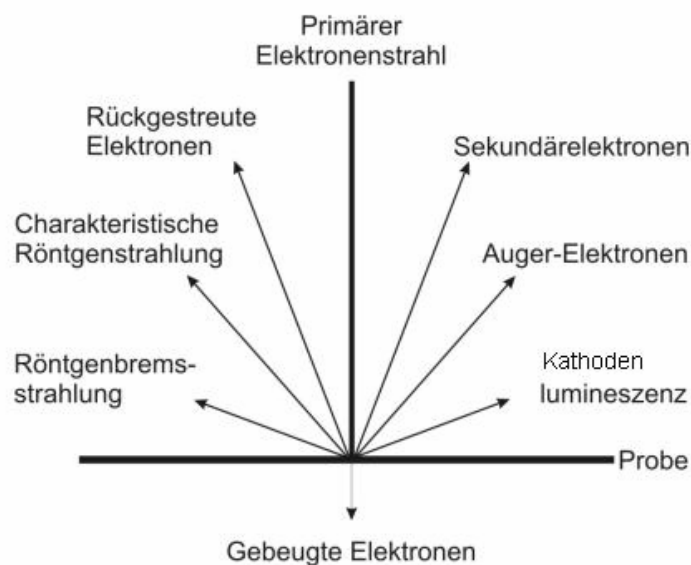 Primärer
Elektronenstrahl
Rückgestreute
Elektronen
Sekundärelektronen
Charakteristische
Röntgenstrahlung
Auger-Elektronen
Röntgenbrems-
strahlung
Kathoden
lumineszenz
Probe
Gebeugte Elektronen